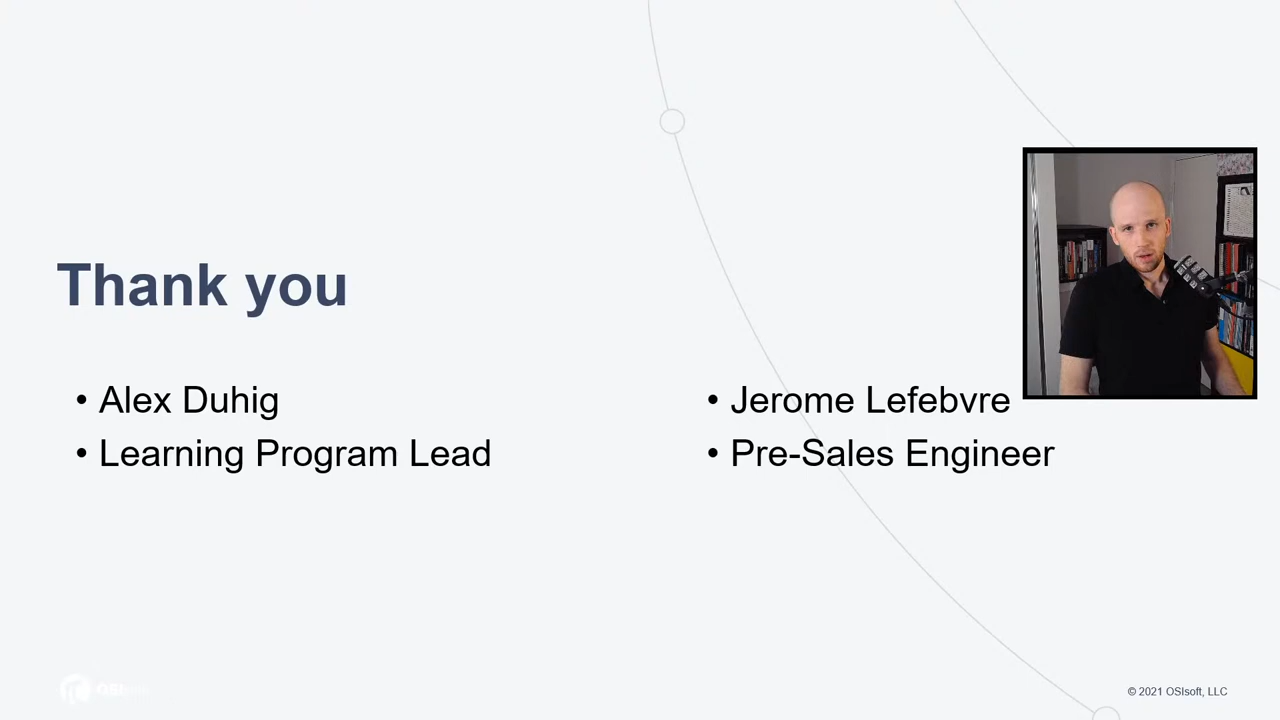 Thank you
• Alex Duhig
• Learning Program Lead
• Jerome Lefebvre
• Pre-Sales Engineer
© 2021 OSIsoft, LLC